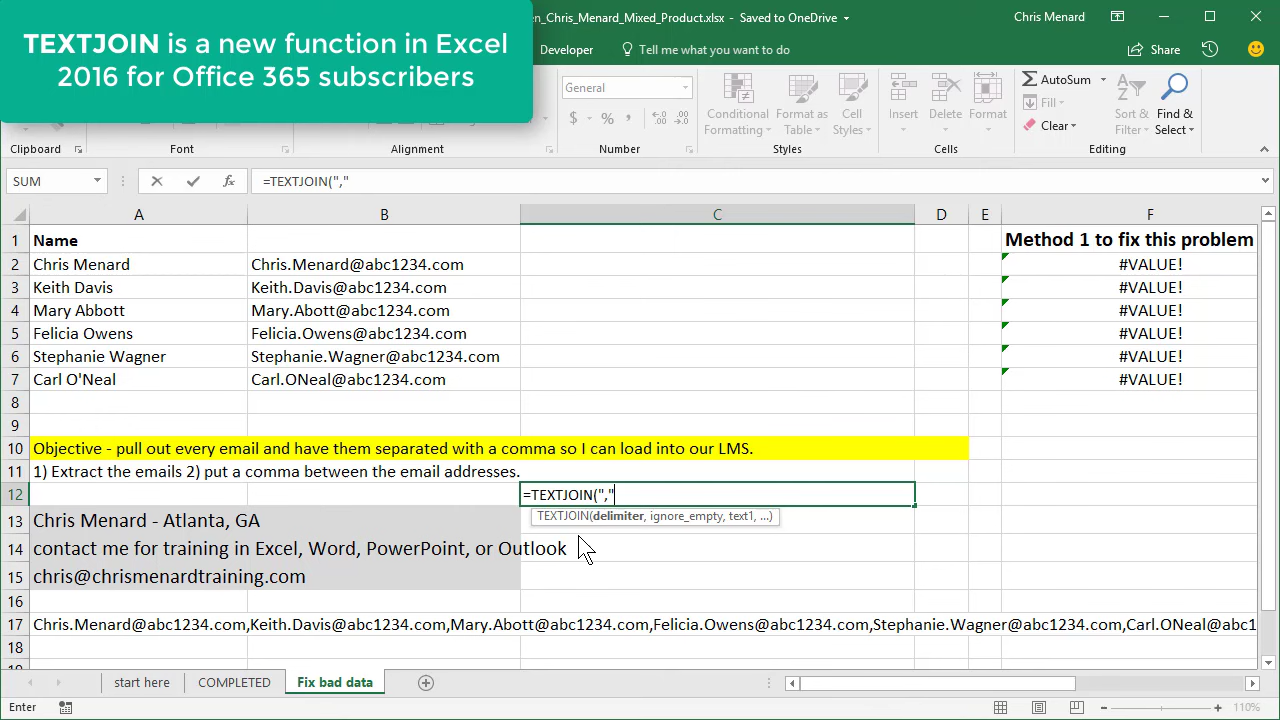 TEXTJOIN is a new function in Excel
2016 for Office 365 subscribers
en_Chris_Menard_Mixed_Product.xlsx - Saved to OneDrive
Chris Menard
Developer
Tell me what you want to do
Share
General
$ % ,
Conditional Formatting
Format as Table
Cell Styles
Insert
Delete
Format
AutoSum
Fill
Clear
Sort & Filter
Find & Select
Clipboard
Font
Alignment
Number
Styles
Cells
Editing
SUM
fx
=TEXTJOIN(","
A B C D E F
1 Name Method 1 to fix this problem
2 Chris Menard Chris.Menard@abc1234.com #VALUE!
3 Keith Davis Keith.Davis@abc1234.com #VALUE!
4 Mary Abbott Mary.Abott@abc1234.com #VALUE!
5 Felicia Owens Felicia.Owens@abc1234.com #VALUE!
6 Stephanie Wagner Stephanie.Wagner@abc1234.com #VALUE!
7 Carl O'Neal Carl.ONeal@abc1234.com #VALUE!
8
9
10 Objective - pull out every email and have them separated with a comma so I can load into our LMS.
11 1) Extract the emails 2) put a comma between the email addresses.
12 =TEXTJOIN(","
TEXTJOIN(delimiter, ignore_empty, text1, ...)
13 Chris Menard - Atlanta, GA
14 contact me for training in Excel, Word, PowerPoint, or Outlook
15 chris@chrismenardtraining.com
16
17 Chris.Menard@abc1234.com,Keith.Davis@abc1234.com,Mary.Abott@abc1234.com,Felicia.Owens@abc1234.com,Stephanie.Wagner@abc1234.com,Carl.ONeal@abc1
18
start here
COMPLETED
Fix bad data
Enter
110%